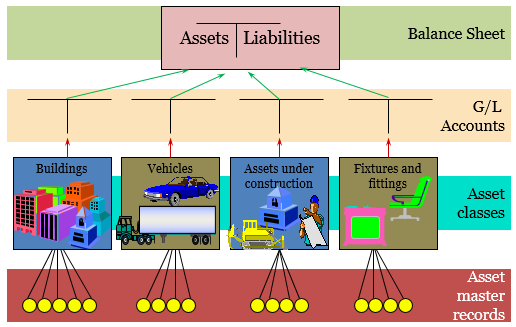 Assets Liabilities
Balance Sheet
G/L
Accounts
Buildings
Vehicles
Assets under
construction
Fixtures and
fittings
Asset
classes
Asset
master
records